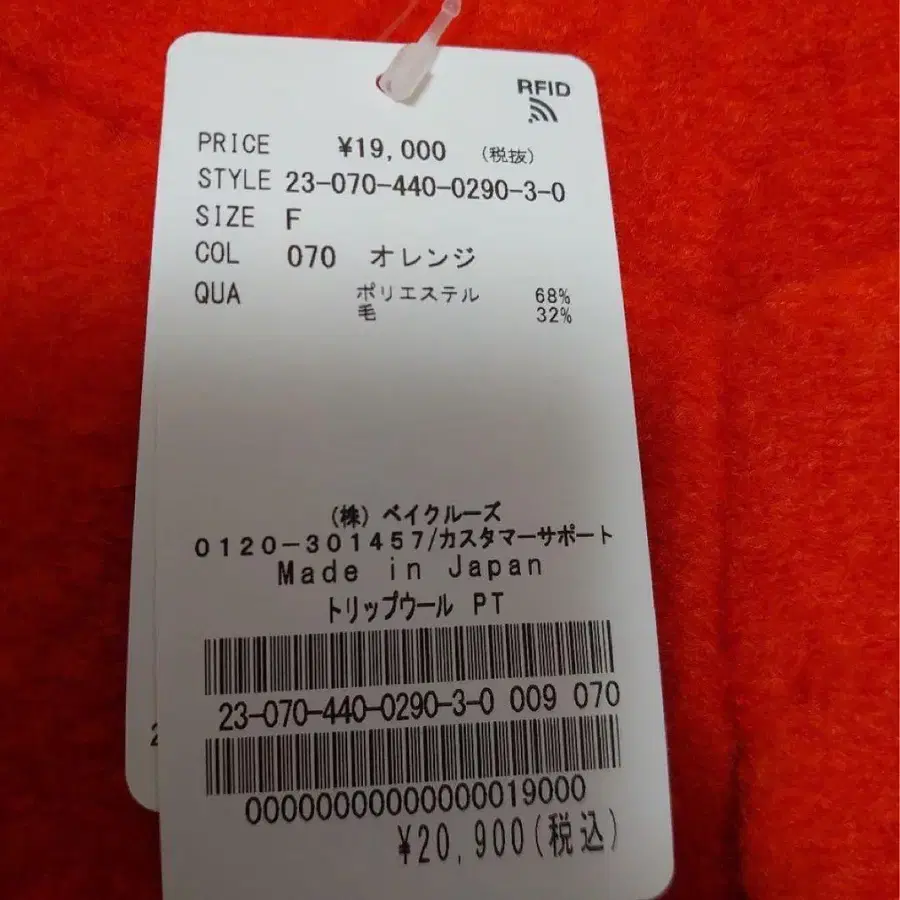 RFID
PRICE ¥19,000 (税抜)
STYLE 23-070-440-0290-3-0
SIZE F
COL 070 オレンジ
QUA ポリエステル 68%
毛 32%
(株)ベイクルーズ
0120-301457/カスタマーサポート
Made in Japan
トリップウール PT
23-070-440-0290-3-0 009 070
00000000000000019000
¥20,900(税込)